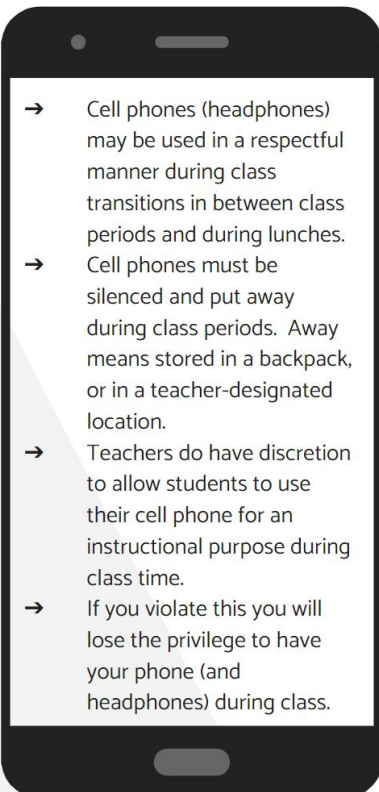 ➔ Cell phones (headphones)
may be used in a respectful
manner during class
transitions in between class
periods and during lunches.
➔ Cell phones must be
silenced and put away
during class periods.  Away
means stored in a backpack,
or in a teacher-designated
location.
➔ Teachers do have discretion
to allow students to use
their cell phone for an
instructional purpose during
class time.
➔ If you violate this you will
lose the privilege to have
your phone (and
headphones) during class.